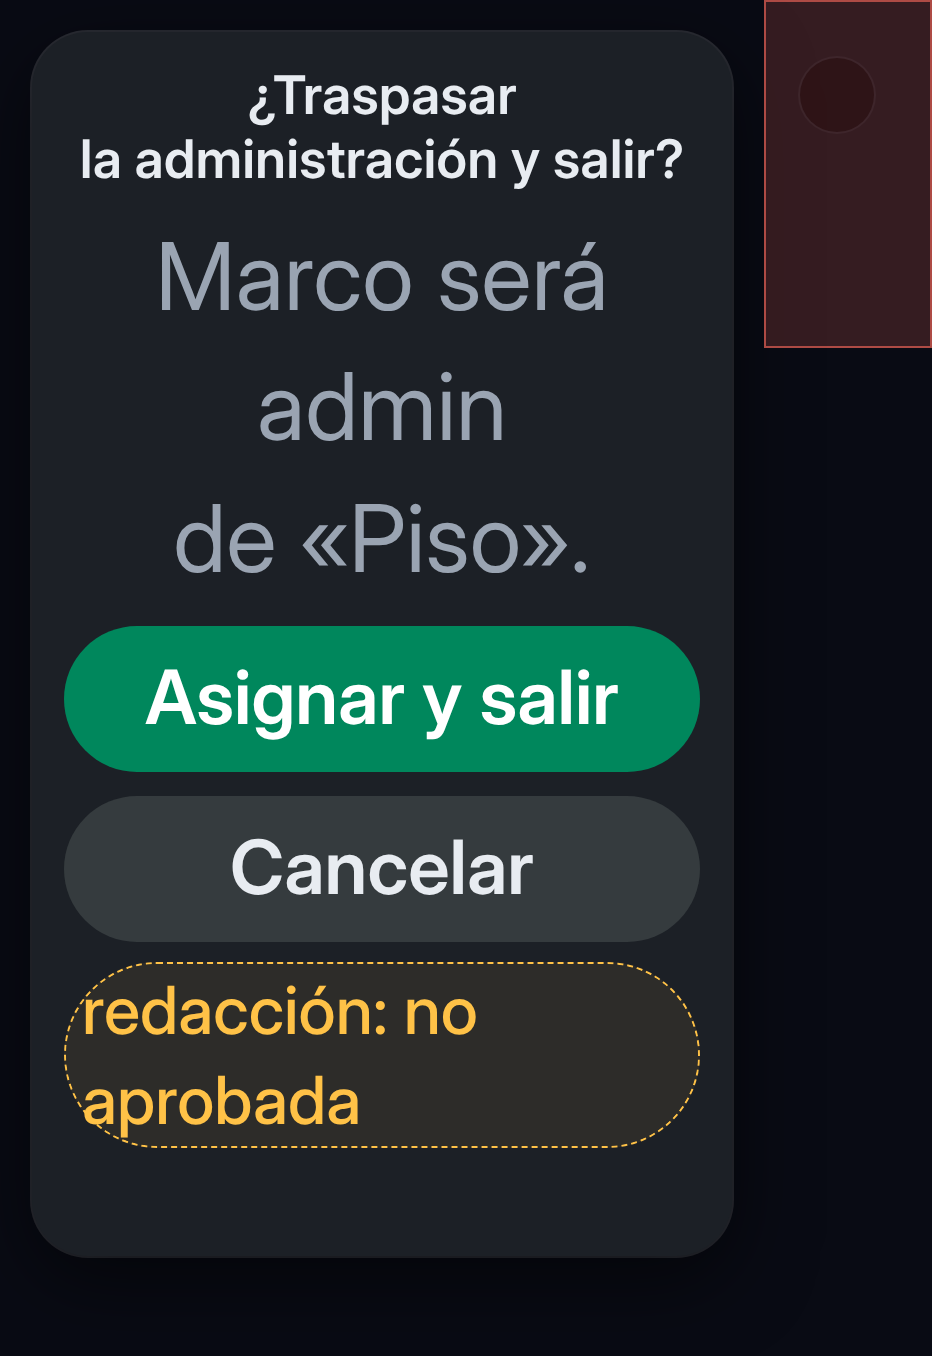 ¿Traspasar
la administración y salir?
Marco será
admin
de «Piso».
Asignar y salir
Cancelar
redacción: no
aprobada